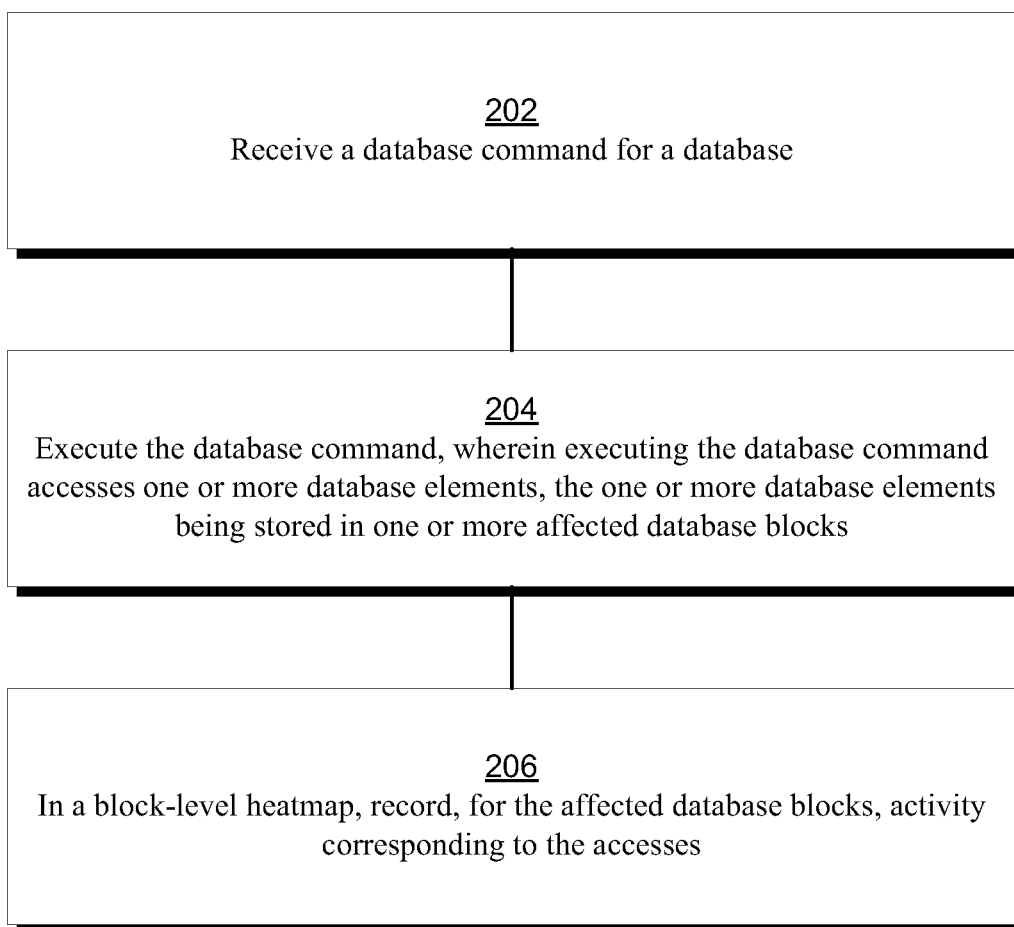 202
Receive a database command for a database
204
Execute the database command, wherein executing the database command
accesses one or more database elements, the one or more database elements
being stored in one or more affected database blocks
206
In a block-level heatmap, record, for the affected database blocks, activity
corresponding to the accesses